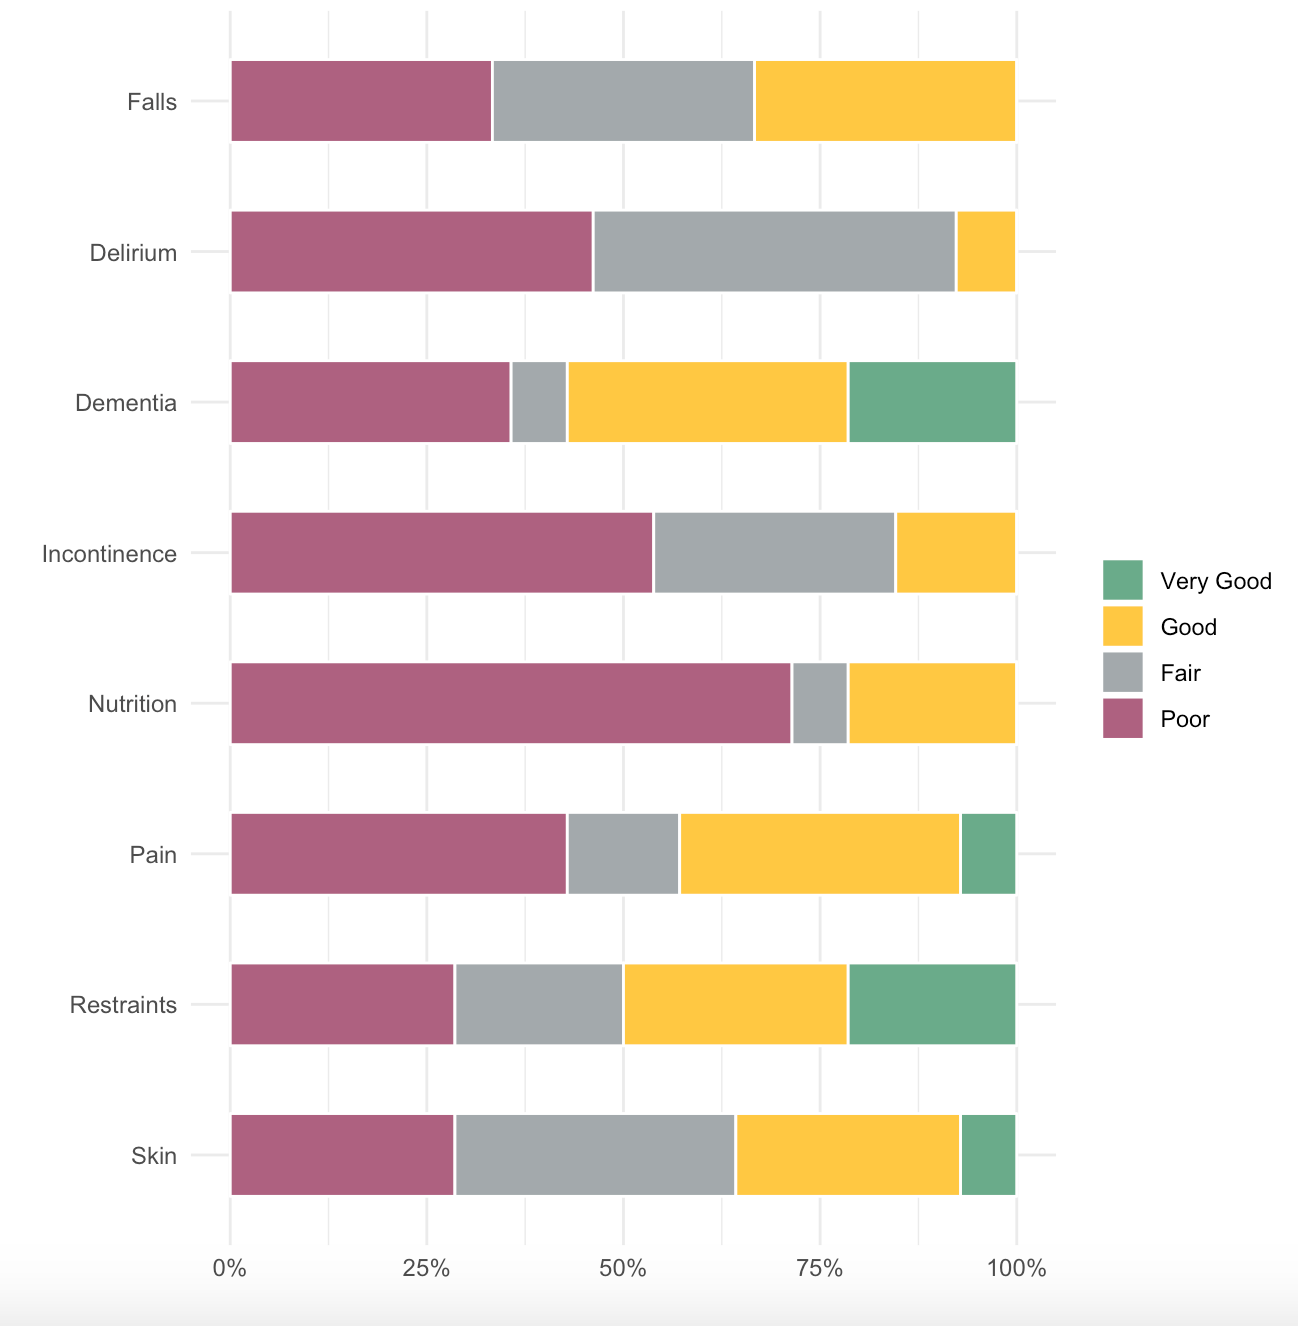 Falls
Delirium
Dementia
Incontinence
Nutrition
Pain
Restraints
Skin
0% 25% 50% 75% 100%
Very Good
Good
Fair
Poor